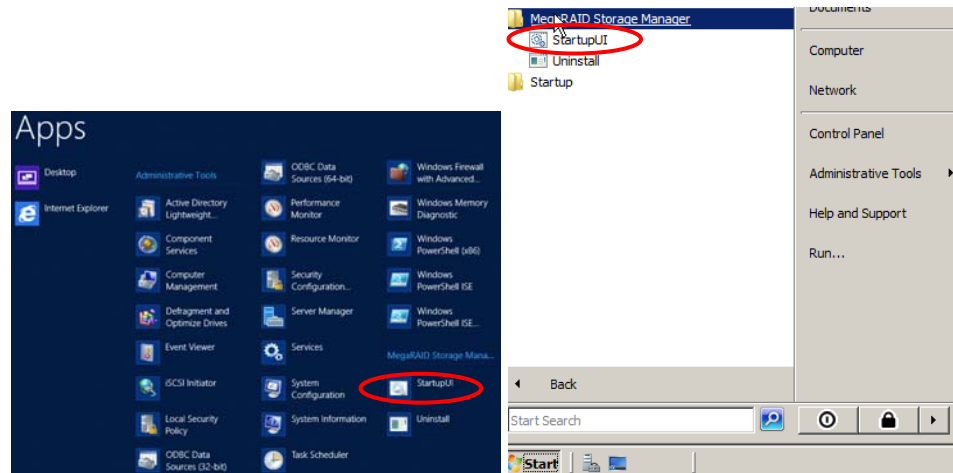 Apps
Desktop
Internet Explorer
Administrative Tools
Active Directory
Lightweight...
Component
Services
Computer
Management
Defragment and
Optimize Drives
Event Viewer
iSCSI Initiator
Local Security
Policy
ODBC Data
Sources (32-bit)
ODBC Data
Sources (64-bit)
Performance
Monitor
Resource Monitor
Security
Configuration...
Server Manager
Services
System
Configuration
System Information
Task Scheduler
Windows Firewall
with Advanced...
Windows Memory
Diagnostic
Windows
PowerShell (x86)
Windows
PowerShell ISE
Windows
PowerShell ISE...
MegaRAID Storage Mana...
StartupUI
Uninstall
MegaRAID Storage Manager
StartupUI
Uninstall
Startup
Back
Start Search
Documents
Computer
Network
Control Panel
Administrative Tools
Help and Support
Run...
Start